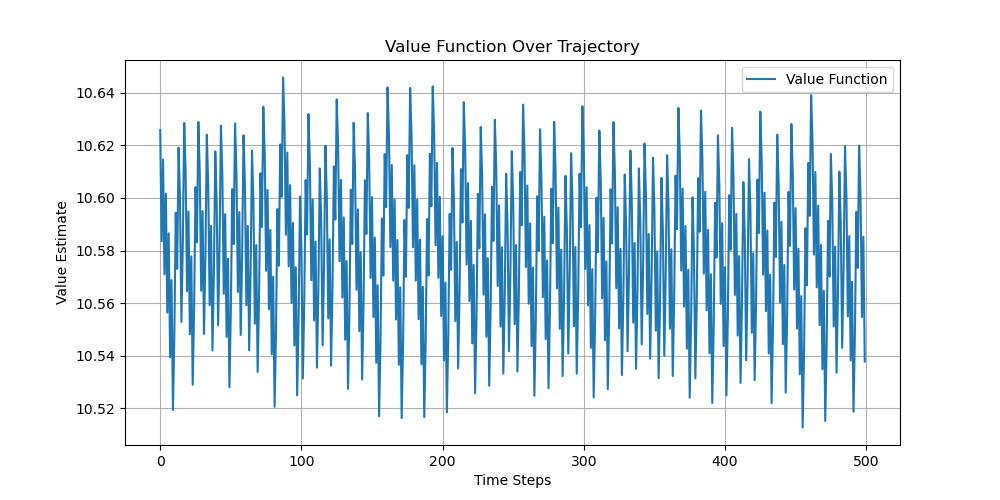 Value Function Over Trajectory
Value Function
Value Estimate
10.64
10.62
10.60
10.58
10.56
10.54
10.52
0 100 200 300 400 500
Time Steps